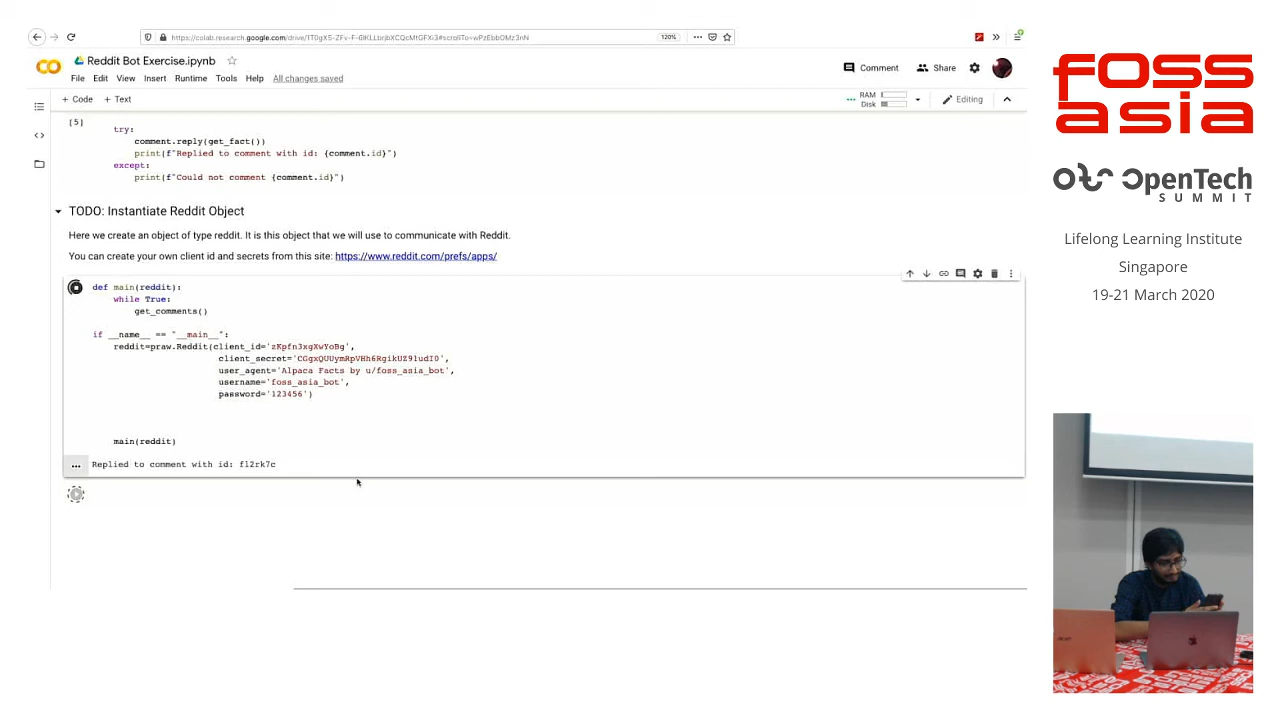 https://colab.research.google.com/drive/
120%
Reddit Bot Exercise.ipynb
File Edit View Insert Runtime Tools Help All changes saved
Comment Share
+ Code + Text
RAM
Disk
Editing
[5]
try:
comment.reply(get_fact())
print(f"Replied to comment with id: {comment.id}")
except:
print(f"Could not comment {comment.id}")
TODO: Instantiate Reddit Object
Here we create an object of type reddit. It is this object that we will use to communicate with Reddit.
You can create your own client id and secrets from this site: https://www.reddit.com/prefs/apps/
def main(reddit):
while True:
get_comments()
if __name__ == "__main__":
reddit=praw.Reddit(client_id='zKpfn3xgXwYoBg',
client_secret='CGgxQUUymRpVHh6RgikUZ9ludI0',
user_agent='Alpaca Facts by u/foss_asia_bot',
username='foss_asia_bot',
password='123456')
main(reddit)
Replied to comment with id: fl2rk7c
foss
asia
OpenTech
SUMMIT
Lifelong Learning Institute
Singapore
19-21 March 2020